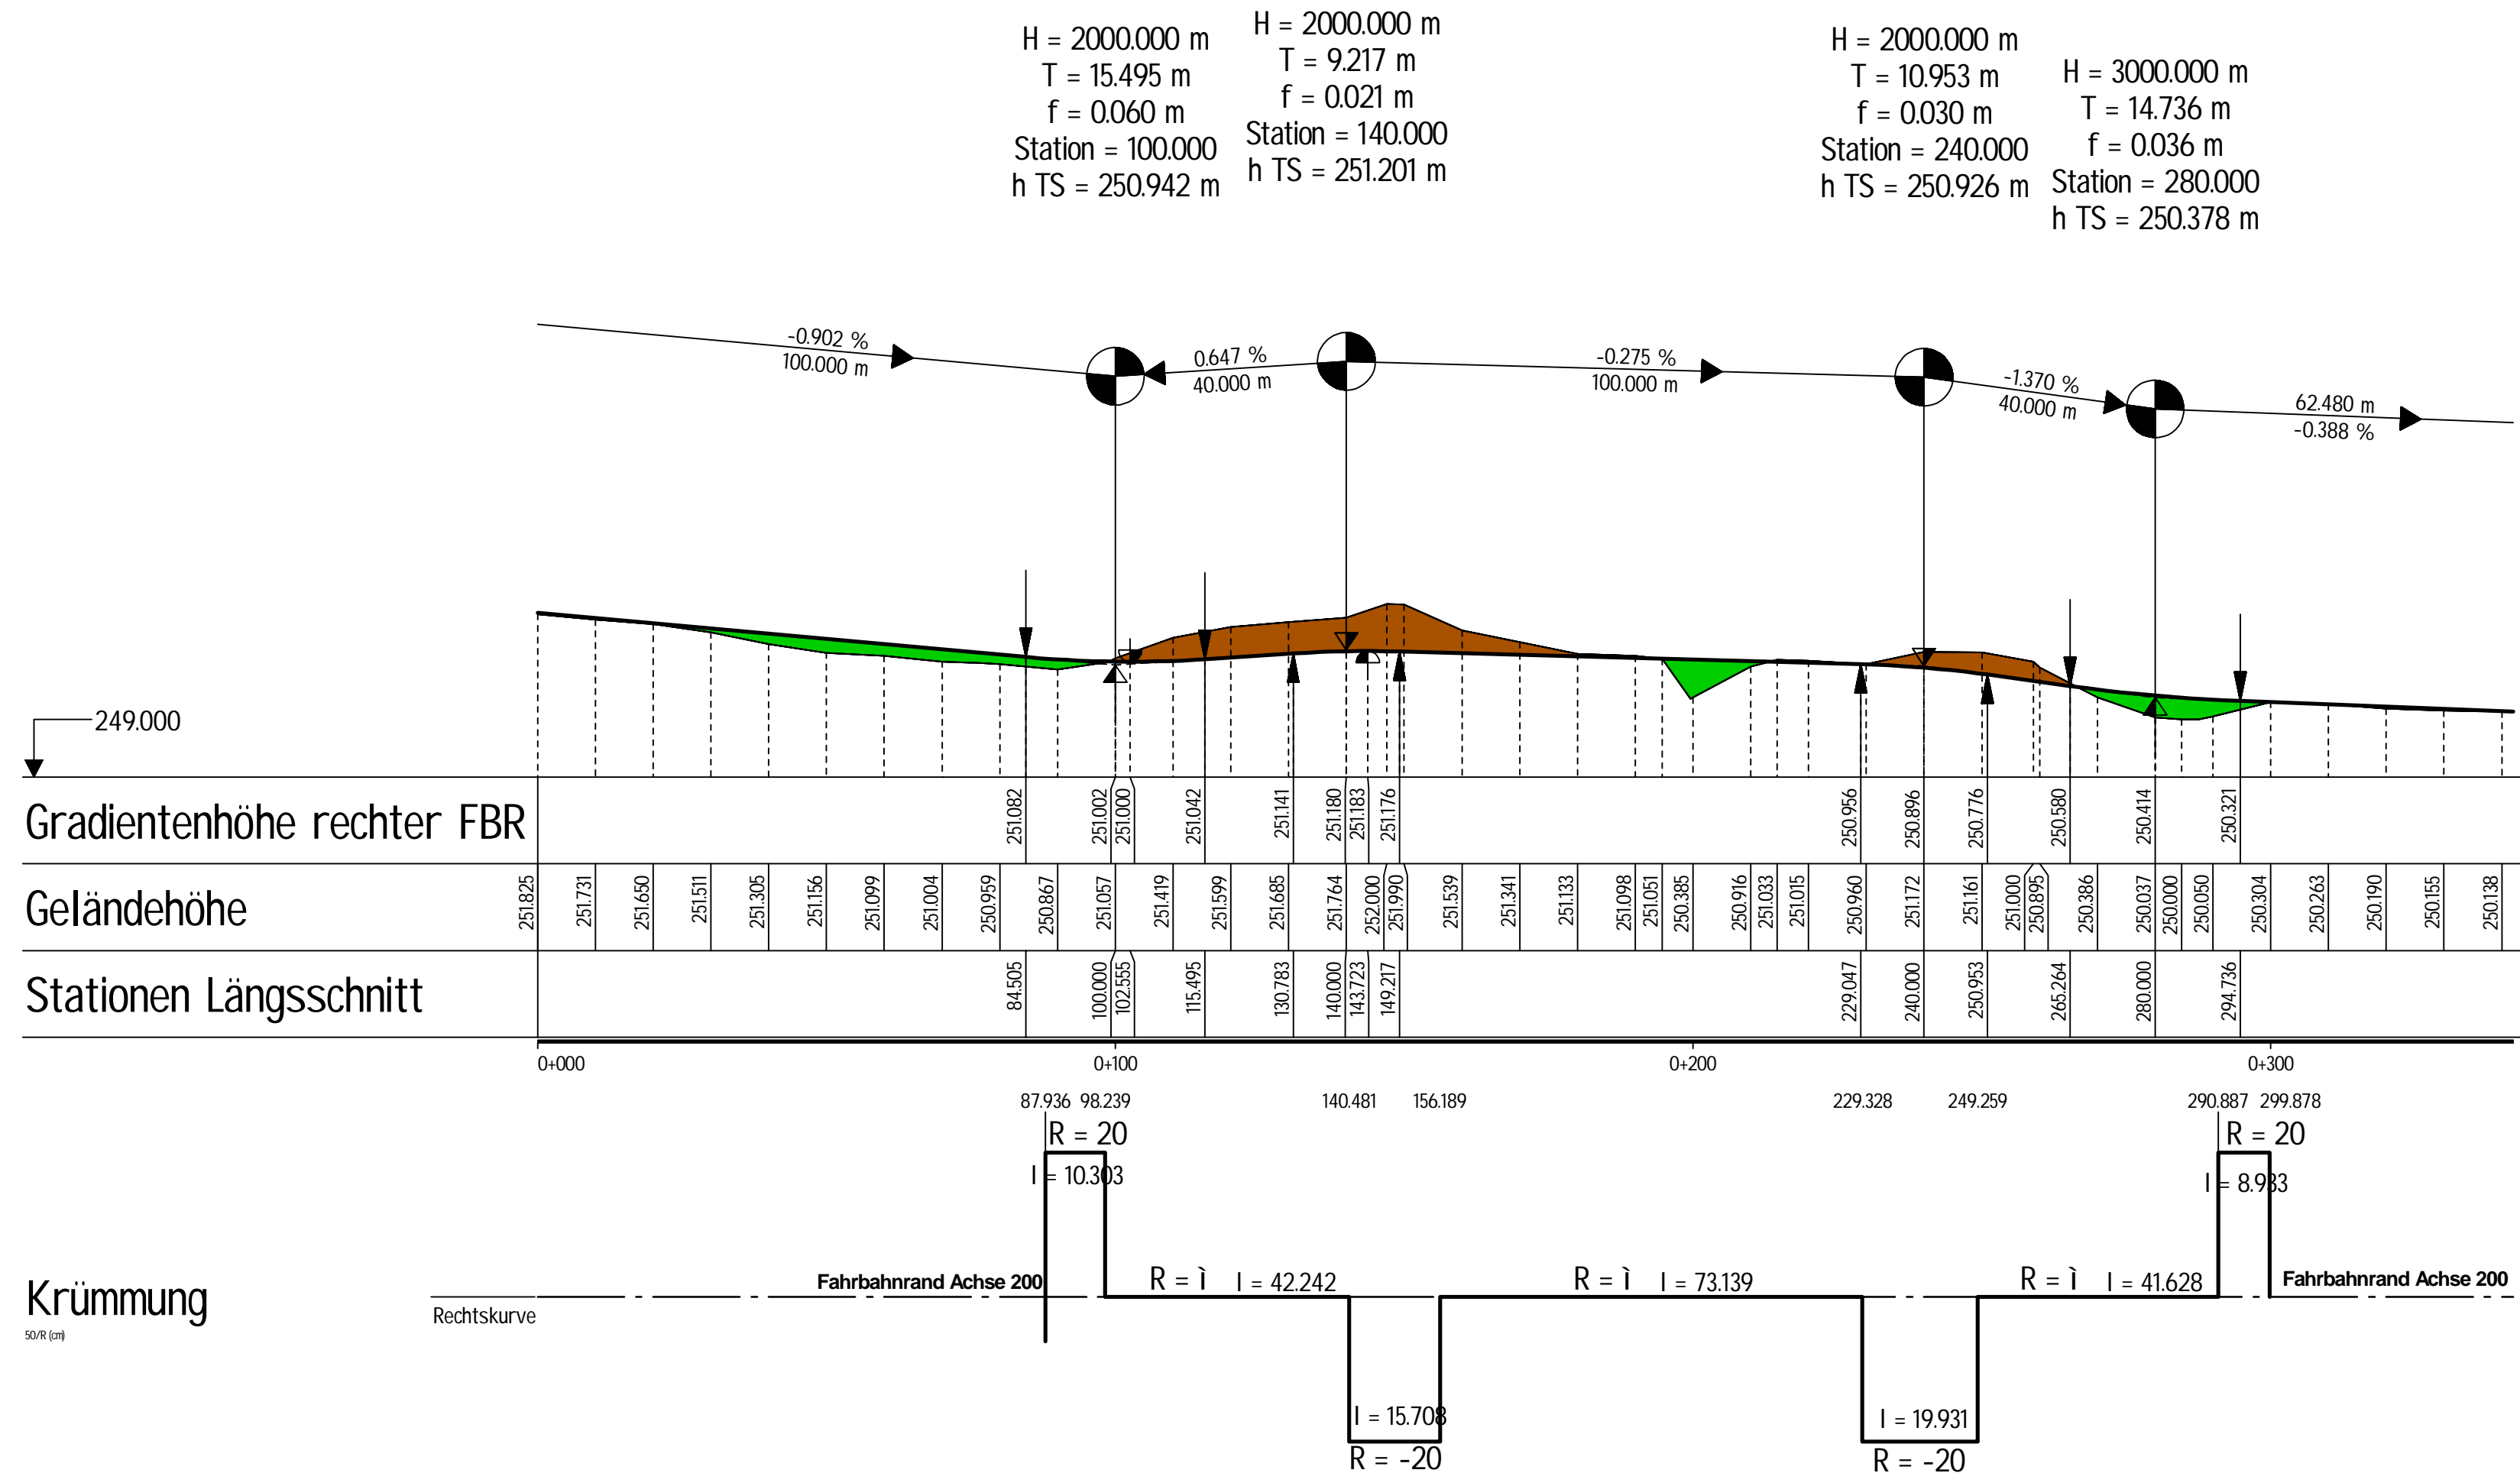 H = 2000.000 m
T = 15.495 m
f = 0.060 m
Station = 100.000
h TS = 250.942 m
H = 2000.000 m
T = 9.217 m
f = 0.021 m
Station = 140.000
h TS = 251.201 m
H = 2000.000 m
T = 10.953 m
f = 0.030 m
Station = 240.000
h TS = 250.926 m
H = 3000.000 m
T = 14.736 m
f = 0.036 m
Station = 280.000
h TS = 250.378 m
-0.902 %
100.000 m
0.647 %
40.000 m
-0.275 %
100.000 m
-1.370 %
40.000 m
62.480 m
-0.388 %
249.000
Gradientenhöhe rechter FBR
251.082
251.002
251.000
251.042
251.141
251.180
251.183
251.176
250.956
250.896
250.776
250.580
250.414
250.321
Geländehöhe
251.825
251.731
251.650
251.511
251.305
251.156
251.099
251.004
250.959
250.867
251.057
251.419
251.599
251.685
251.764
252.000
251.990
251.539
251.341
251.133
251.098
251.051
250.385
250.916
251.033
251.015
250.960
251.172
251.161
251.000
250.895
250.386
250.037
250.000
250.050
250.304
250.263
250.190
250.155
250.138
Stationen Längsschnitt
84.505
100.000
102.555
115.495
130.783
140.000
143.723
149.217
229.047
240.000
250.953
265.264
280.000
294.736
0+000
0+100
0+200
0+300
87.936
98.239
140.481
156.189
229.328
249.259
290.887
299.878
R = 20
l = 10.303
R = 20
Krümmung
50/R (cm)
Rechtskurve
Fahrbahnrand Achse 200
R = ì
l = 42.242
R = ì
l = 73.139
R = ì
l = 41.628
Fahrbahnrand Achse 200
l = 15.708
R = -20
l = 19.931
R = -20